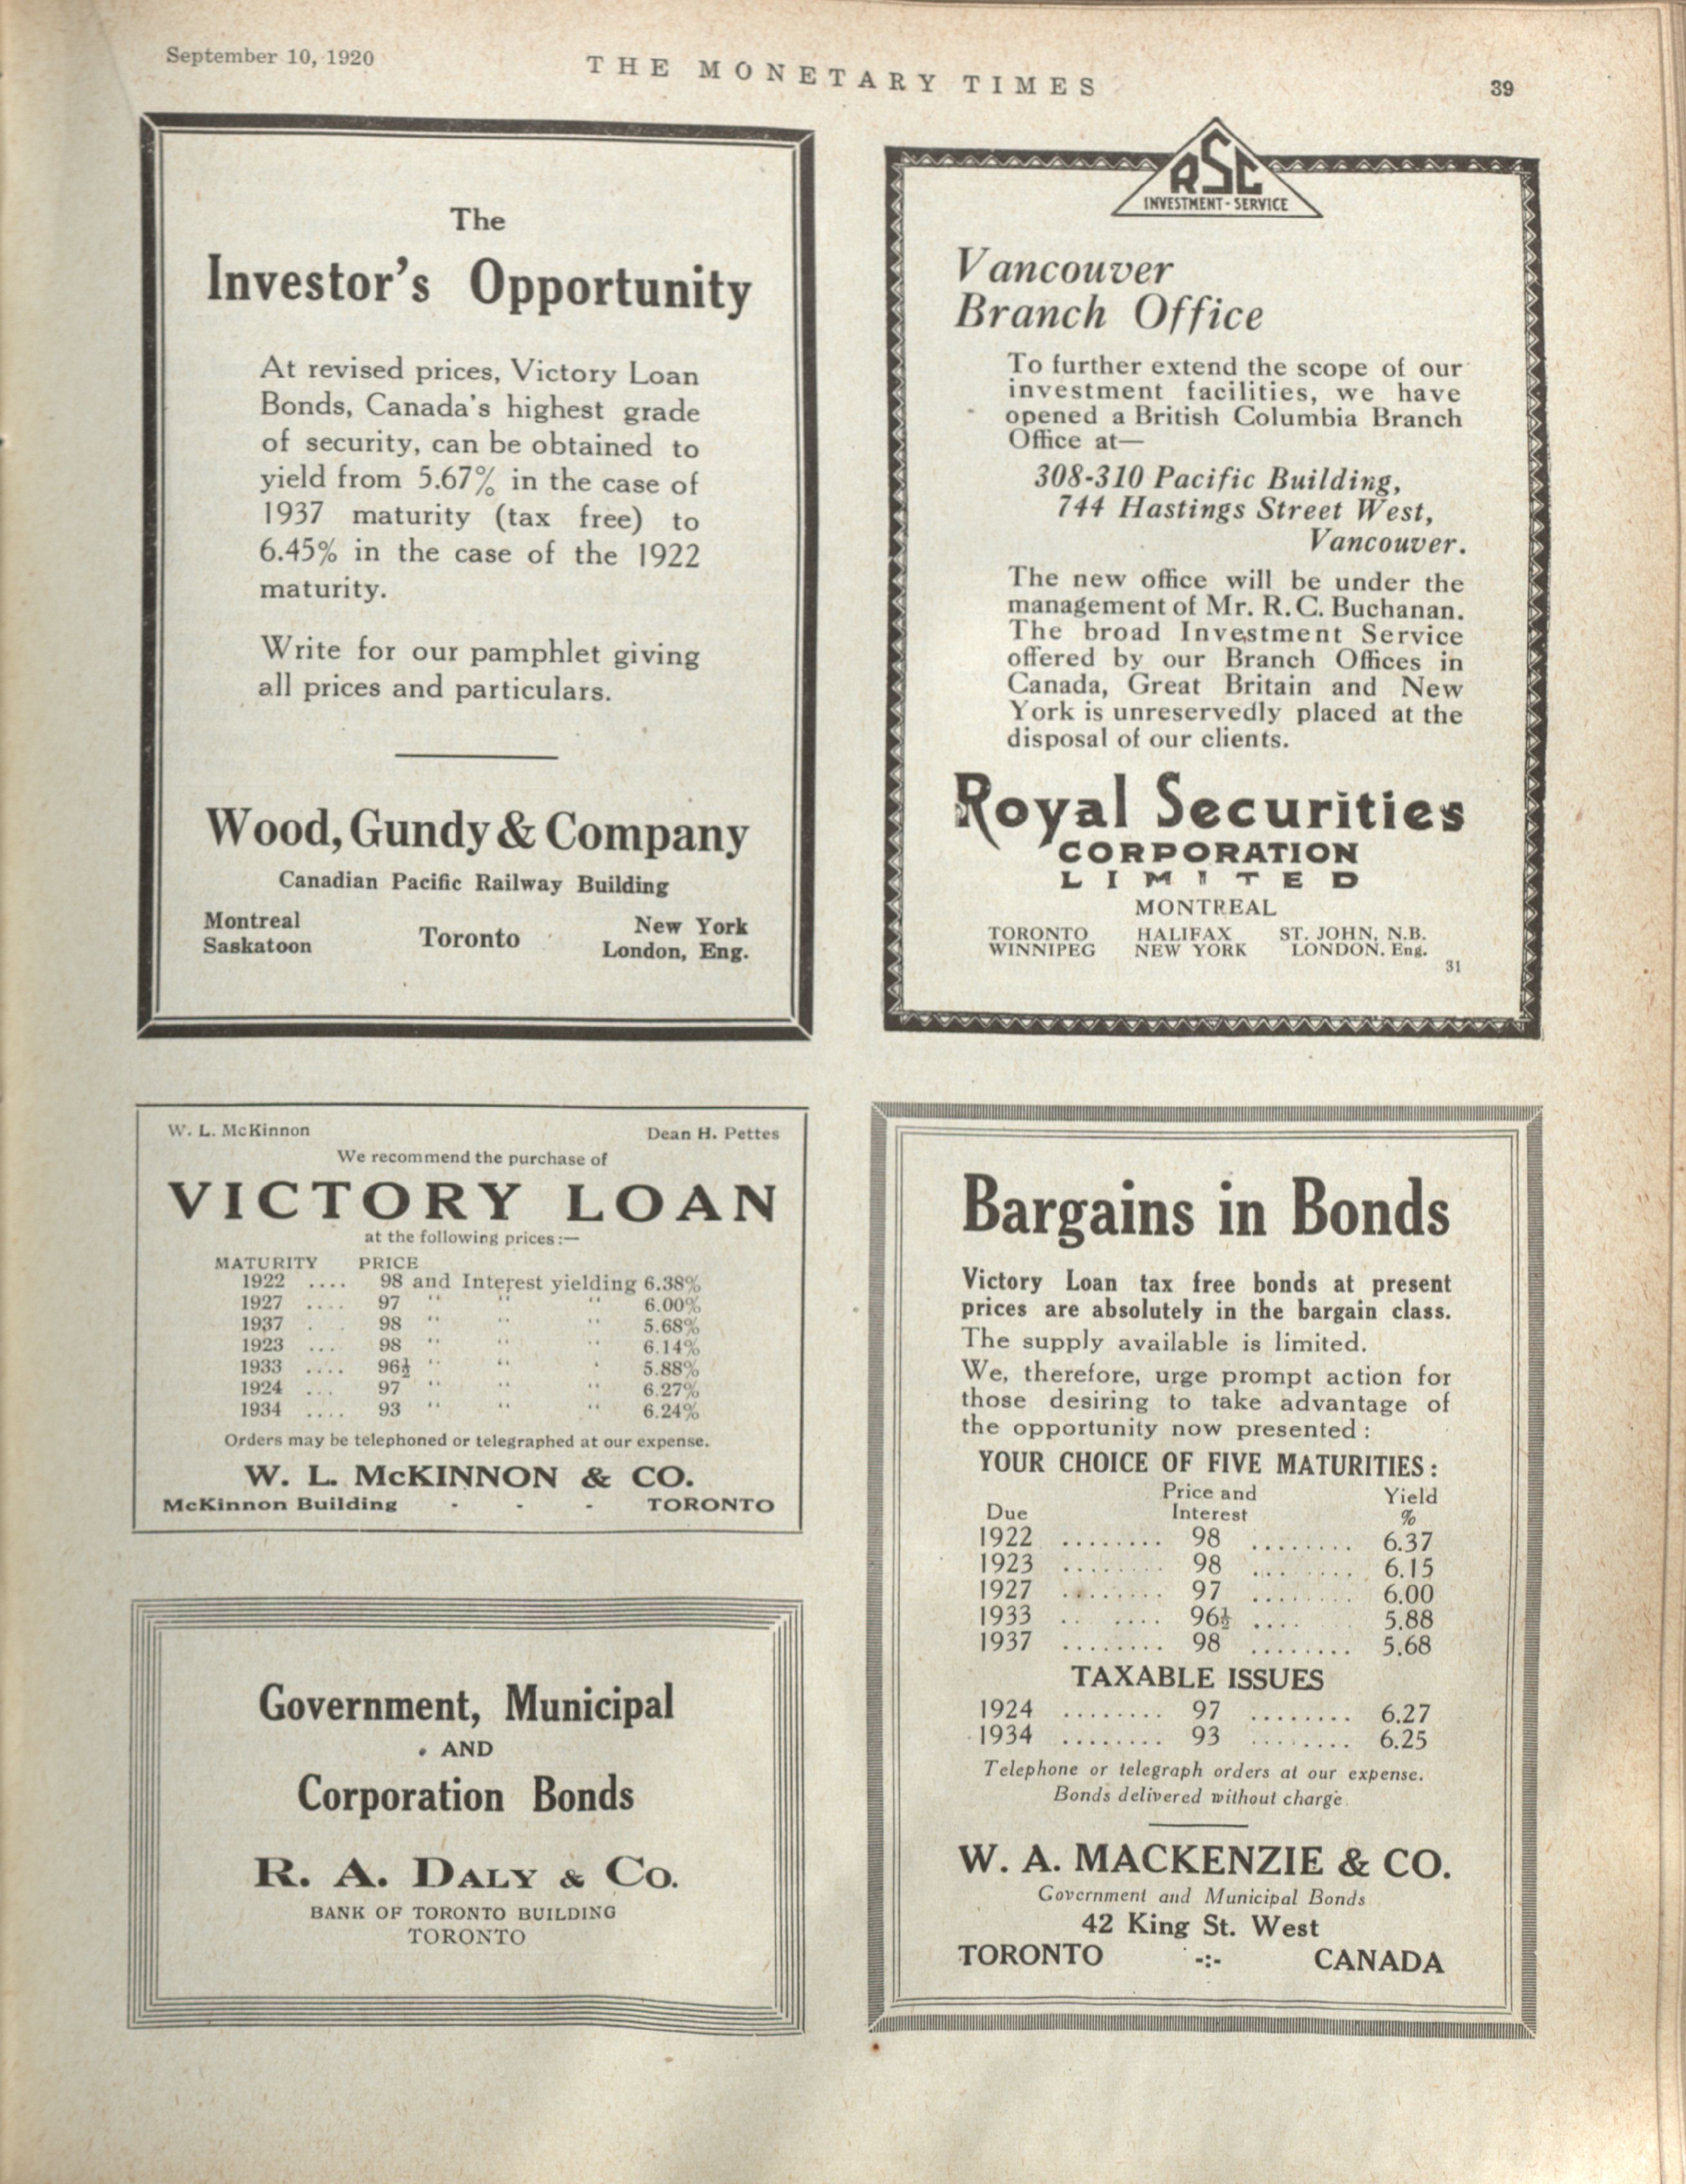 September 10, 1920
THE MONETARY TIMES
39
The
Investor's Opportunity
At revised prices, Victory Loan
Bonds, Canada's highest grade
of security, can be obtained to
yield from 5.67% in the case of
1937 maturity (tax free) to
6.45% in the case of the 1922
maturity.
Write for our pamphlet giving
all prices and particulars.
Wood, Gundy & Company
Canadian Pacific Railway Building
Montreal
Saskatoon
Toronto
New York
London, Eng.
RSC
INVESTMENT-SERVICE
Vancouver
Branch Office
To further extend the scope of our
investment facilities, we have
opened a British Columbia Branch
Office at—
308-310 Pacific Building,
744 Hastings Street West,
Vancouver.
The new office will be under the
management of Mr. R. C. Buchanan.
The broad Investment Service
offered by our Branch Offices in
Canada, Great Britain and New
York is unreservedly placed at the
disposal of our clients.
Royal Securities
CORPORATION
LIMITED
MONTREAL
TORONTO HALIFAX ST. JOHN, N.B.
WINNIPEG NEW YORK LONDON. Eng.
31
W. L. McKinnon Dean H. Pettes
We recommend the purchase of
VICTORY LOAN
at the following prices:—
MATURITY PRICE
1922 .... 98 and Interest yielding 6.38%
1927 .... 97 " " " 6.00%
1937 . . 98 " " " 5.68%
1923 ... 98 " " " 6.14%
1933 .... 96½ " " " 5.88%
1924 ... 97 " " " 6.27%
1934 .... 93 " " " 6.24%
Orders may be telephoned or telegraphed at our expense.
W. L. McKINNON & CO.
McKinnon Building - - - TORONTO
Government, Municipal
AND
Corporation Bonds
R. A. DALY & CO.
BANK OF TORONTO BUILDING
TORONTO
Bargains in Bonds
Victory Loan tax free bonds at present
prices are absolutely in the bargain class.
The supply available is limited.
We, therefore, urge prompt action for
those desiring to take advantage of
the opportunity now presented:
YOUR CHOICE OF FIVE MATURITIES:
Price and Yield
Due Interest %
1922 ........ 98 ........ 6.37
1923 ........ 98 ........ 6.15
1927 ........ 97 ........ 6.00
1933 .. .... 96½ .... 5.88
1937 ........ 98 ........ 5.68
TAXABLE ISSUES
1924 ........ 97 ........ 6.27
1934 ........ 93 ........ 6.25
Telephone or telegraph orders at our expense.
Bonds delivered without charge.
W. A. MACKENZIE & CO.
Government and Municipal Bonds
42 King St. West
TORONTO -:- CANADA